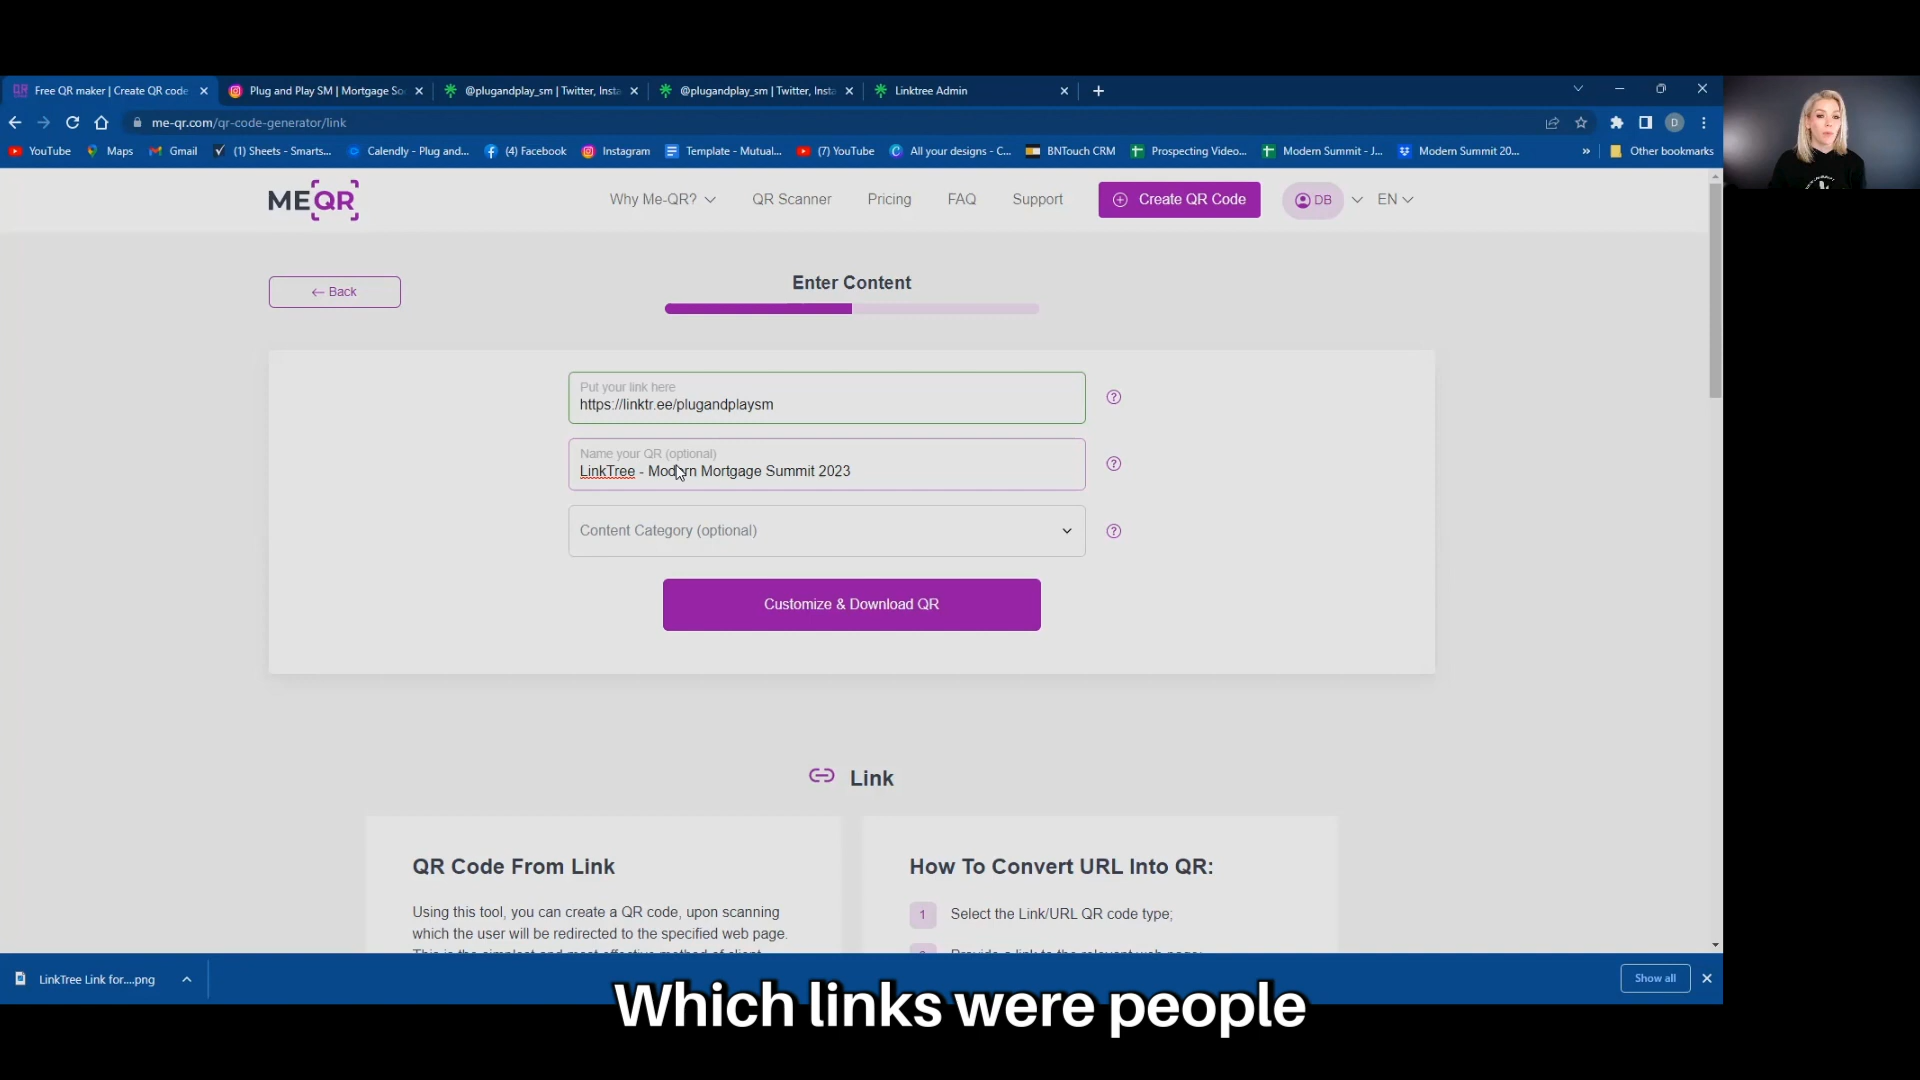 Free QR maker | Create QR code
Plug and Play SM | Mortgage So
@plugandplay_sm | Twitter, Insta
@plugandplay_sm | Twitter, Insta
Linktree Admin
me-qr.com/qr-code-generator/link
D
YouTube
Maps
Gmail
(1) Sheets - Smarts...
Calendly - Plug and...
(4) Facebook
Instagram
Template - Mutual...
(7) YouTube
All your designs - C...
BNTouch CRM
Prospecting Video...
Modern Summit - J...
Modern Summit 20...
»
Other bookmarks
MEQR
Why Me-QR?
QR Scanner
Pricing
FAQ
Support
Create QR Code
DB
EN
← Back
Enter Content
Put your link here
https://linktr.ee/plugandplaysm
?
Name your QR (optional)
LinkTree - Modern Mortgage Summit 2023
?
Content Category (optional)
?
Customize & Download QR
Link
QR Code From Link
Using this tool, you can create a QR code, upon scanning
which the user will be redirected to the specified web page.
How To Convert URL Into QR:
1 Select the Link/URL QR code type;
LinkTree Link for....png
Show all
Which links were people